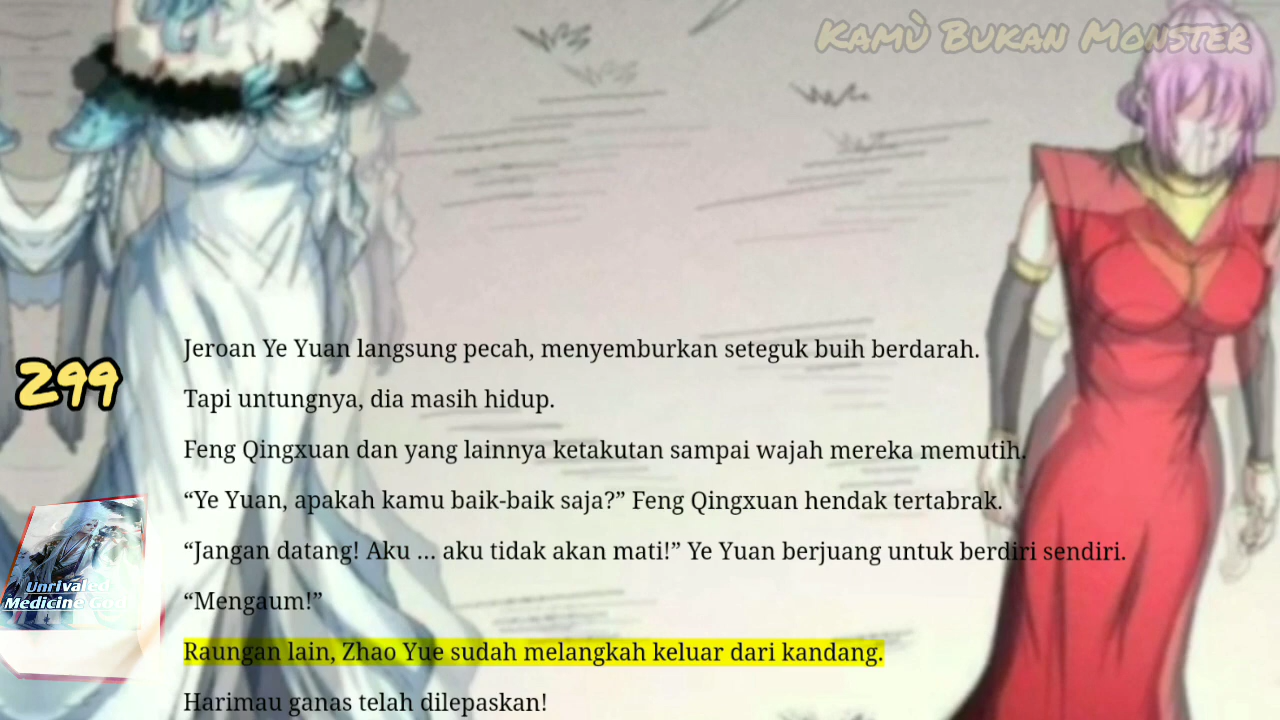 Kamù Bukan Monster
Jeroan Ye Yuan langsung pecah, menyemburkan seteguk buih berdarah.
Tapi untungnya, dia masih hidup.
299
Feng Qingxuan dan yang lainnya ketakutan sampai wajah mereka memutih.
“Ye Yuan, apakah kamu baik-baik saja?” Feng Qingxuan hendak tertabrak.
“Jangan datang! Aku ... aku tidak akan mati!” Ye Yuan berjuang untuk berdiri sendiri.
Unrivaled
Medicine God
“Mengaum!”
Raungan lain, Zhao Yue sudah melangkah keluar dari kandang.
Harimau ganas telah dilepaskan!